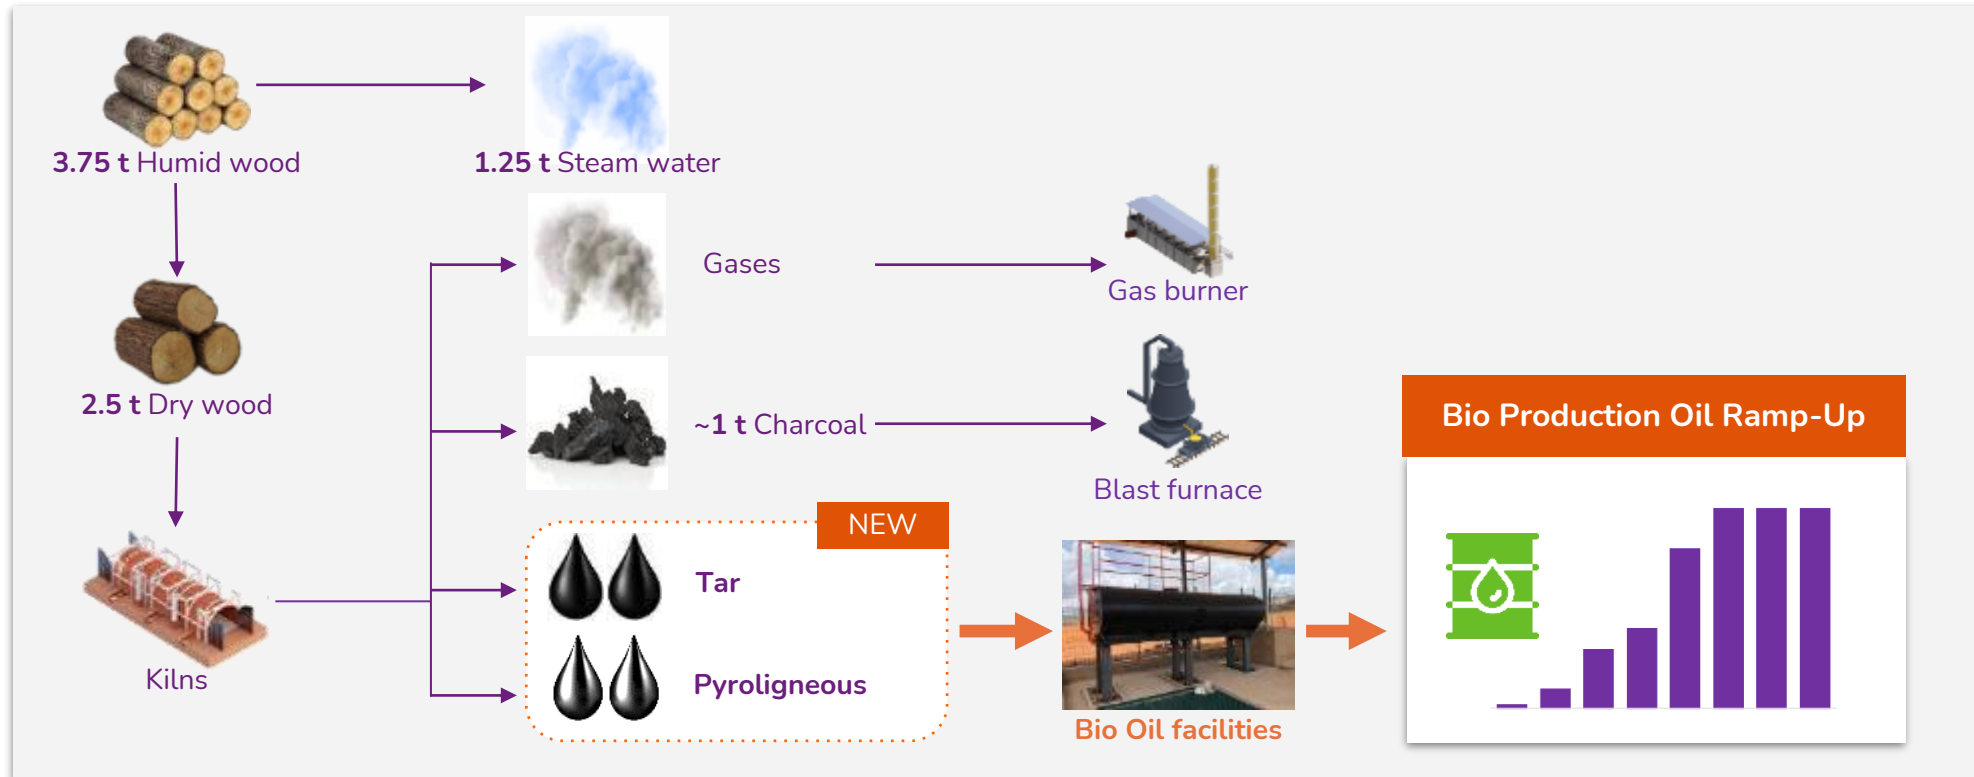 3.75 t Humid wood
1.25 t Steam water
Gases
Gas burner
2.5 t Dry wood
~1 t Charcoal
Blast furnace
Bio Production Oil Ramp-Up
NEW
Tar
Kilns
Pyroligneous
Bio Oil facilities